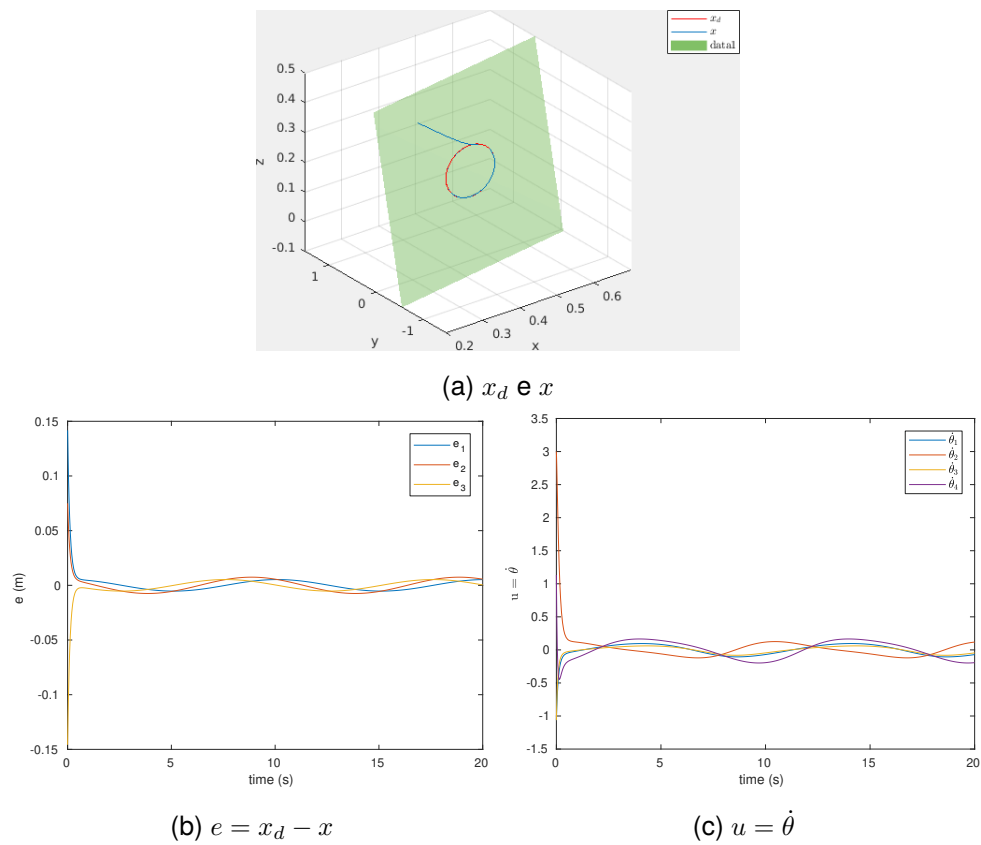 x_d
x
data1
0.5
0.4
0.3
0.2
0.1
0
-0.1
z
1
0
-1
y
0.2
0.3
0.4
0.5
0.6
x
(a) x_d e x
0.15
0.1
0.05
0
-0.05
-0.1
-0.15
e (m)
e_1
e_2
e_3
0 5 10 15 20
time (s)
(b) e = x_d − x
3.5
3
2.5
2
1.5
1
0.5
0
-0.5
-1
-1.5
u = θ̇
θ̇_1
θ̇_2
θ̇_3
θ̇_4
0 5 10 15 20
time (s)
(c) u = θ̇